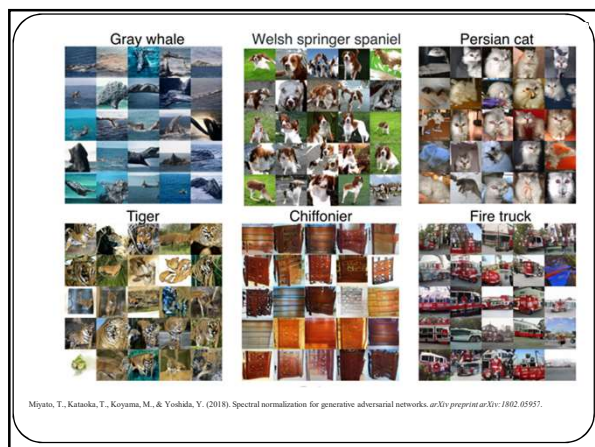 Gray whale
Welsh springer spaniel
Persian cat
Tiger
Chiffonier
Fire truck
Miyato, T., Kataoka, T., Koyama, M., & Yoshida, Y. (2018). Spectral normalization for generative adversarial networks. arXiv preprint arXiv:1802.05957.